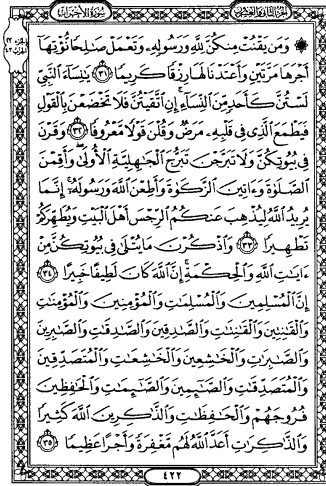 الجزء الثاني والعشرون
سُورَةُ الأَحْزَابِ
۞ وَمَن يَقْنُتْ مِنكُنَّ لِلَّهِ وَرَسُولِهِۦ وَتَعْمَلْ صَٰلِحًا نُّؤْتِهَآ
أَجْرَهَا مَرَّتَيْنِ وَأَعْتَدْنَا لَهَا رِزْقًا كَرِيمًا ۝٣١ يَٰنِسَآءَ ٱلنَّبِىِّ
لَسْتُنَّ كَأَحَدٍ مِّنَ ٱلنِّسَآءِ ۚ إِنِ ٱتَّقَيْتُنَّ فَلَا تَخْضَعْنَ بِٱلْقَوْلِ
فَيَطْمَعَ ٱلَّذِى فِى قَلْبِهِۦ مَرَضٌ وَقُلْنَ قَوْلًا مَّعْرُوفًا ۝٣٢ وَقَرْنَ
فِى بُيُوتِكُنَّ وَلَا تَبَرَّجْنَ تَبَرُّجَ ٱلْجَٰهِلِيَّةِ ٱلْأُولَىٰ ۖ وَأَقِمْنَ
ٱلصَّلَوٰةَ وَءَاتِينَ ٱلزَّكَوٰةَ وَأَطِعْنَ ٱللَّهَ وَرَسُولَهُۥٓ ۚ إِنَّمَا
يُرِيدُ ٱللَّهُ لِيُذْهِبَ عَنكُمُ ٱلرِّجْسَ أَهْلَ ٱلْبَيْتِ وَيُطَهِّرَكُمْ
تَطْهِيرًا ۝٣٣ وَٱذْكُرْنَ مَا يُتْلَىٰ فِى بُيُوتِكُنَّ مِنْ
ءَايَٰتِ ٱللَّهِ وَٱلْحِكْمَةِ ۚ إِنَّ ٱللَّهَ كَانَ لَطِيفًا خَبِيرًا ۝٣٤
إِنَّ ٱلْمُسْلِمِينَ وَٱلْمُسْلِمَٰتِ وَٱلْمُؤْمِنِينَ وَٱلْمُؤْمِنَٰتِ
وَٱلْقَٰنِتِينَ وَٱلْقَٰنِتَٰتِ وَٱلصَّٰدِقِينَ وَٱلصَّٰدِقَٰتِ وَٱلصَّٰبِرِينَ
وَٱلصَّٰبِرَٰتِ وَٱلْخَٰشِعِينَ وَٱلْخَٰشِعَٰتِ وَٱلْمُتَصَدِّقِينَ
وَٱلْمُتَصَدِّقَٰتِ وَٱلصَّٰٓئِمِينَ وَٱلصَّٰٓئِمَٰتِ وَٱلْحَٰفِظِينَ
فُرُوجَهُمْ وَٱلْحَٰفِظَٰتِ وَٱلذَّٰكِرِينَ ٱللَّهَ كَثِيرًا
وَٱلذَّٰكِرَٰتِ أَعَدَّ ٱللَّهُ لَهُم مَّغْفِرَةً وَأَجْرًا عَظِيمًا ۝٣٥
٤٢٢